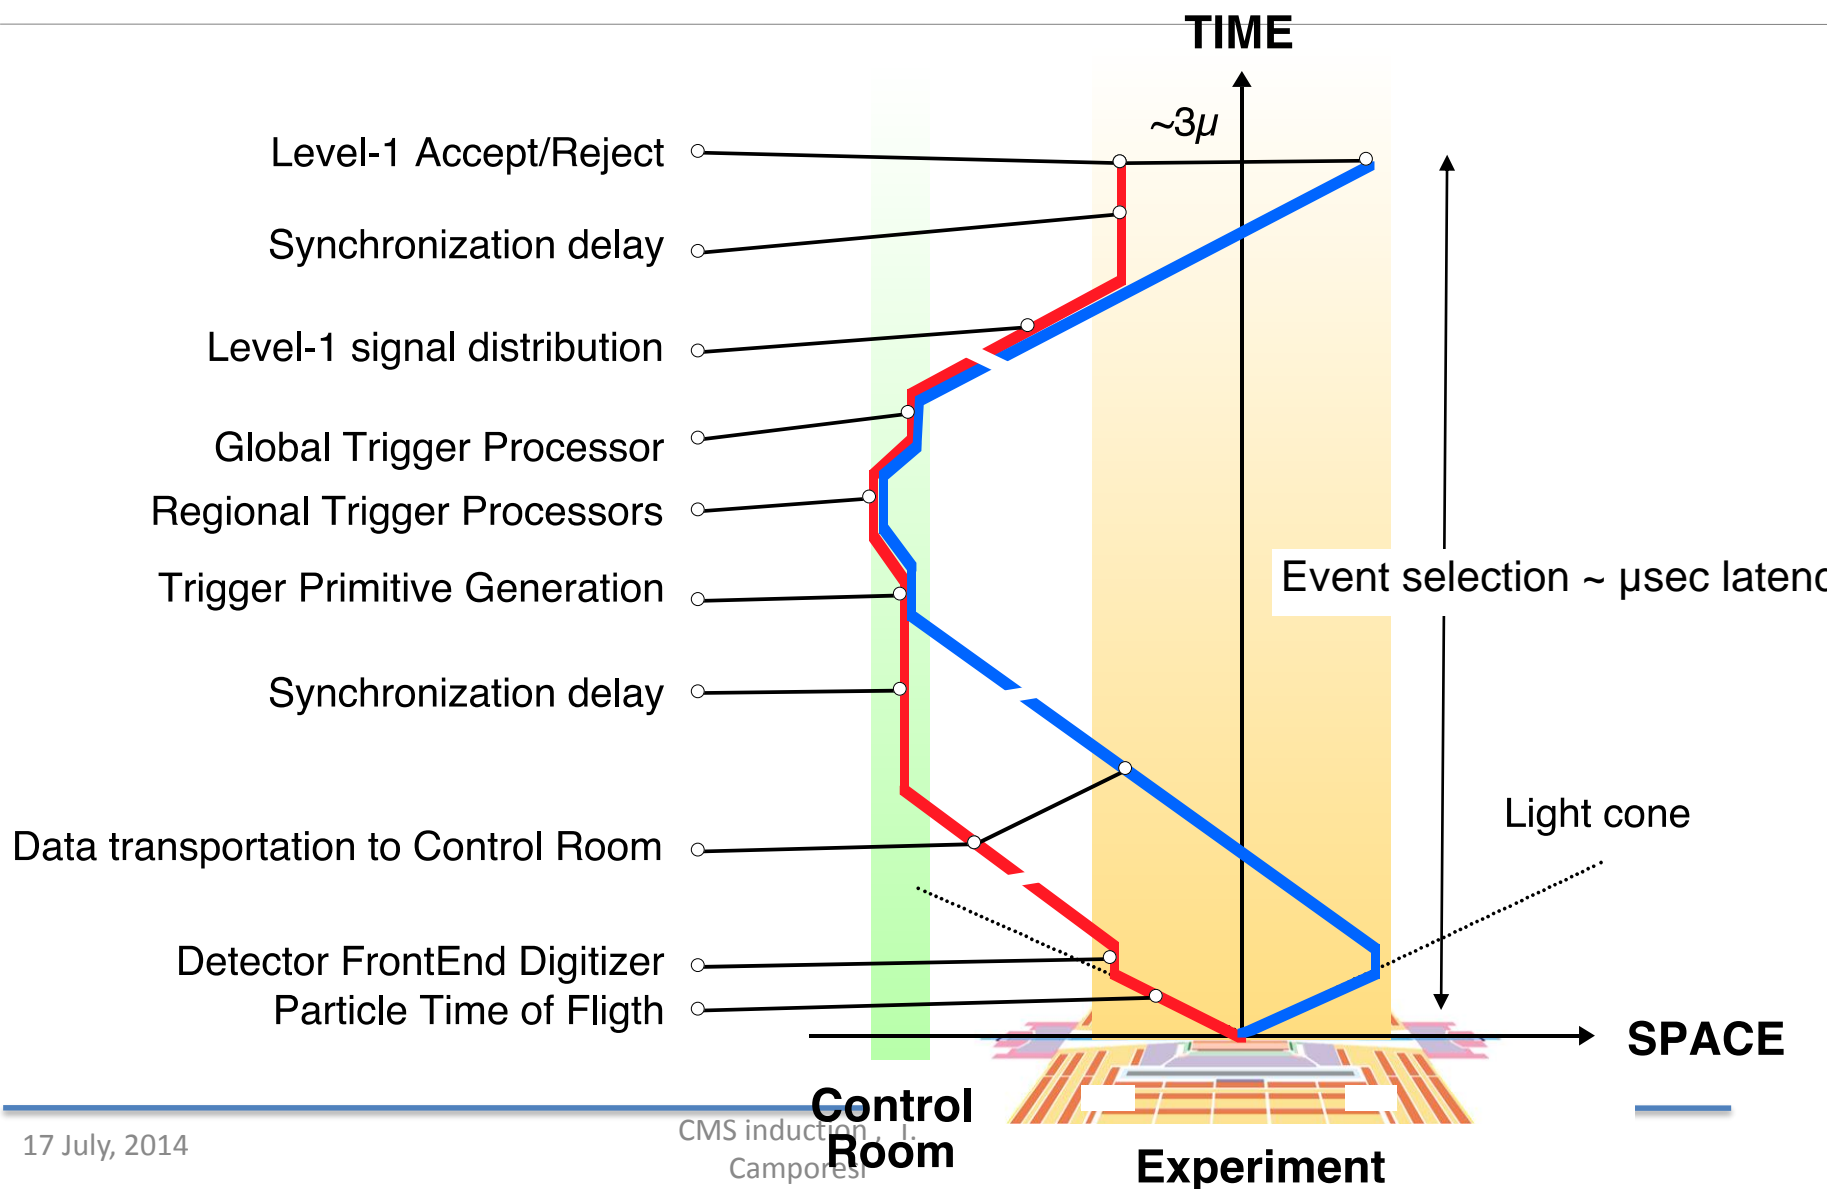 TIME
~3µ
Level-1 Accept/Reject
Synchronization delay
Level-1 signal distribution
Global Trigger Processor
Regional Trigger Processors
Trigger Primitive Generation
Event selection ~ µsec latenc
Synchronization delay
Light cone
Data transportation to Control Room
Detector FrontEnd Digitizer
Particle Time of Fligth
SPACE
Control
Room
Experiment
17 July, 2014
CMS induction , T.
Camporesi